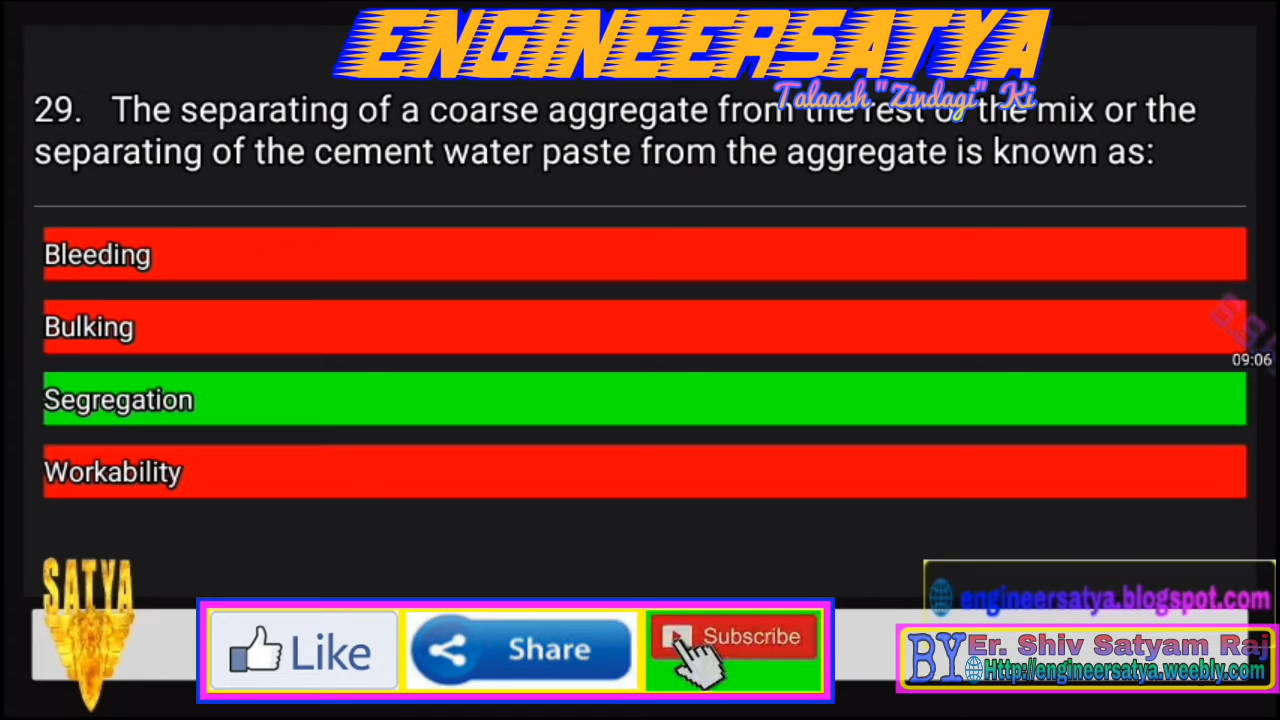 ENGINEERSATYA
Talaash "Zindagi" Ki
29. The separating of a coarse aggregate from the rest of the mix or the
separating of the cement water paste from the aggregate is known as:
Bleeding
Bulking
09:06
Segregation
Workability
SATYA
Like
Share
Subscribe
engineersatya.blogspot.com
BY Er. Shiv Satyam Raj
Http://engineersatya.weebly.com